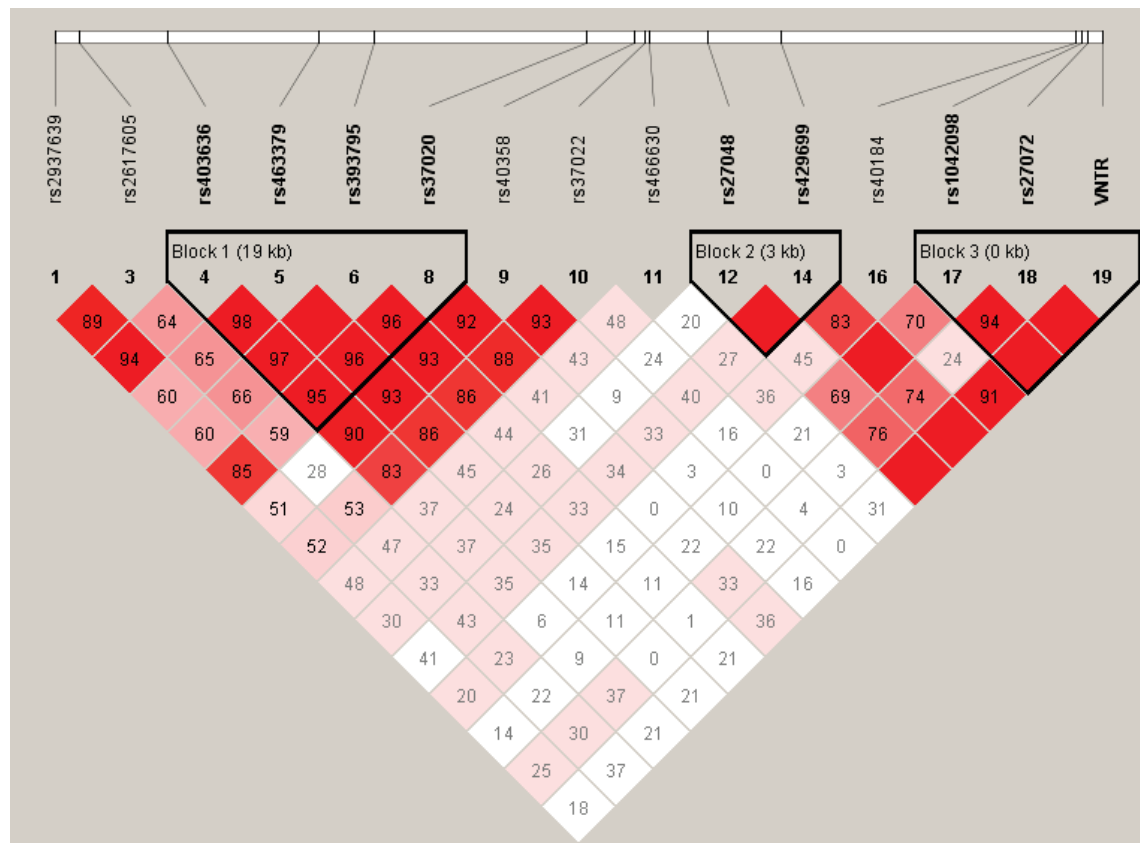 rs2937639
rs2617605
rs403636
rs463379
rs393795
rs37020
rs40358
rs37022
rs466630
rs27048
rs429699
rs40184
rs1042098
rs27072
VNTR
Block 1 (19 kb) Block 2 (3 kb) Block 3 (0 kb)
1 3 4 5 6 8 9 10 11 12 14 16 17 18 19
89 64 98 96 92 93 48 20 83 70 94
94 65 97 96 93 88 43 24 27 45 24
60 66 95 93 86 41 9 40 36 69 74 91
60 59 90 86 44 31 33 16 21 76
85 28 83 45 26 34 3 0 3
51 53 37 24 33 0 10 4 31
52 47 37 35 15 22 22 0
48 33 35 14 11 33 16
30 43 6 11 1 36
41 23 9 0 21
20 22 37 21
14 30 21
25 37
18